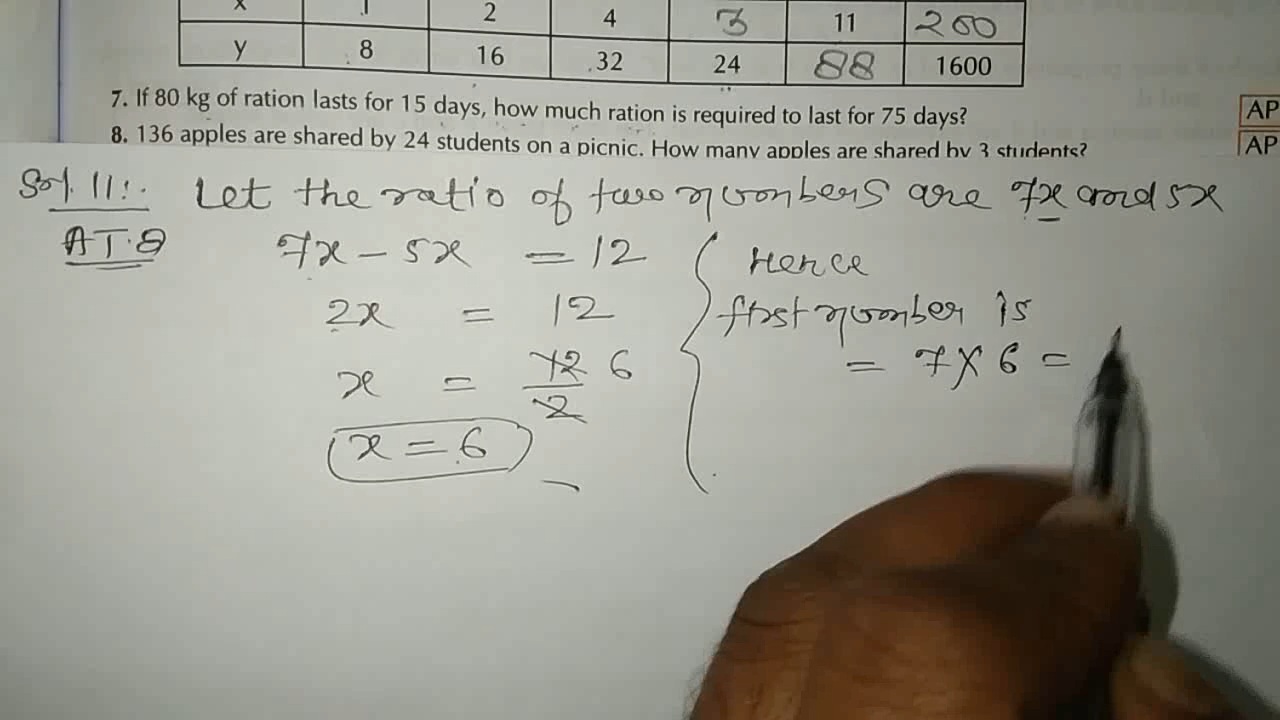 x 1 2 4 3 11 200
y 8 16 32 24 88 1600
7. If 80 kg of ration lasts for 15 days, how much ration is required to last for 75 days?
AP
8. 136 apples are shared by 24 students on a picnic. How many apples are shared by 3 students?
AP
Sol. 11:. Let the ratio of two numbers are 7x and 5x
A.T.Q
7x - 5x = 12
2x = 12
x = 12/2 6
x = 6
Hence
first number is
= 7 X 6 =